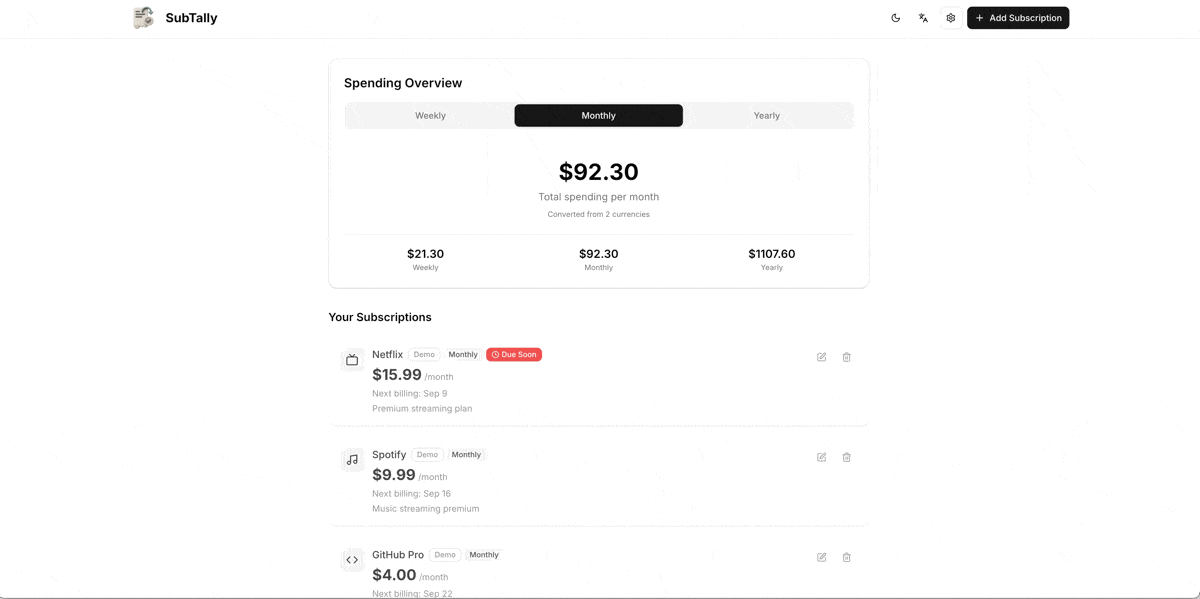 SubTally
Add Subscription
Spending Overview
Weekly Monthly Yearly
$92.30
Total spending per month
Converted from 2 currencies
$21.30 $92.30 $1107.60
Weekly Monthly Yearly
Your Subscriptions
Netflix Demo Monthly Due Soon
$15.99 /month
Next billing: Sep 9
Premium streaming plan
Spotify Demo Monthly
$9.99 /month
Next billing: Sep 16
Music streaming premium
GitHub Pro Demo Monthly
$4.00 /month
Next billing: Sep 22